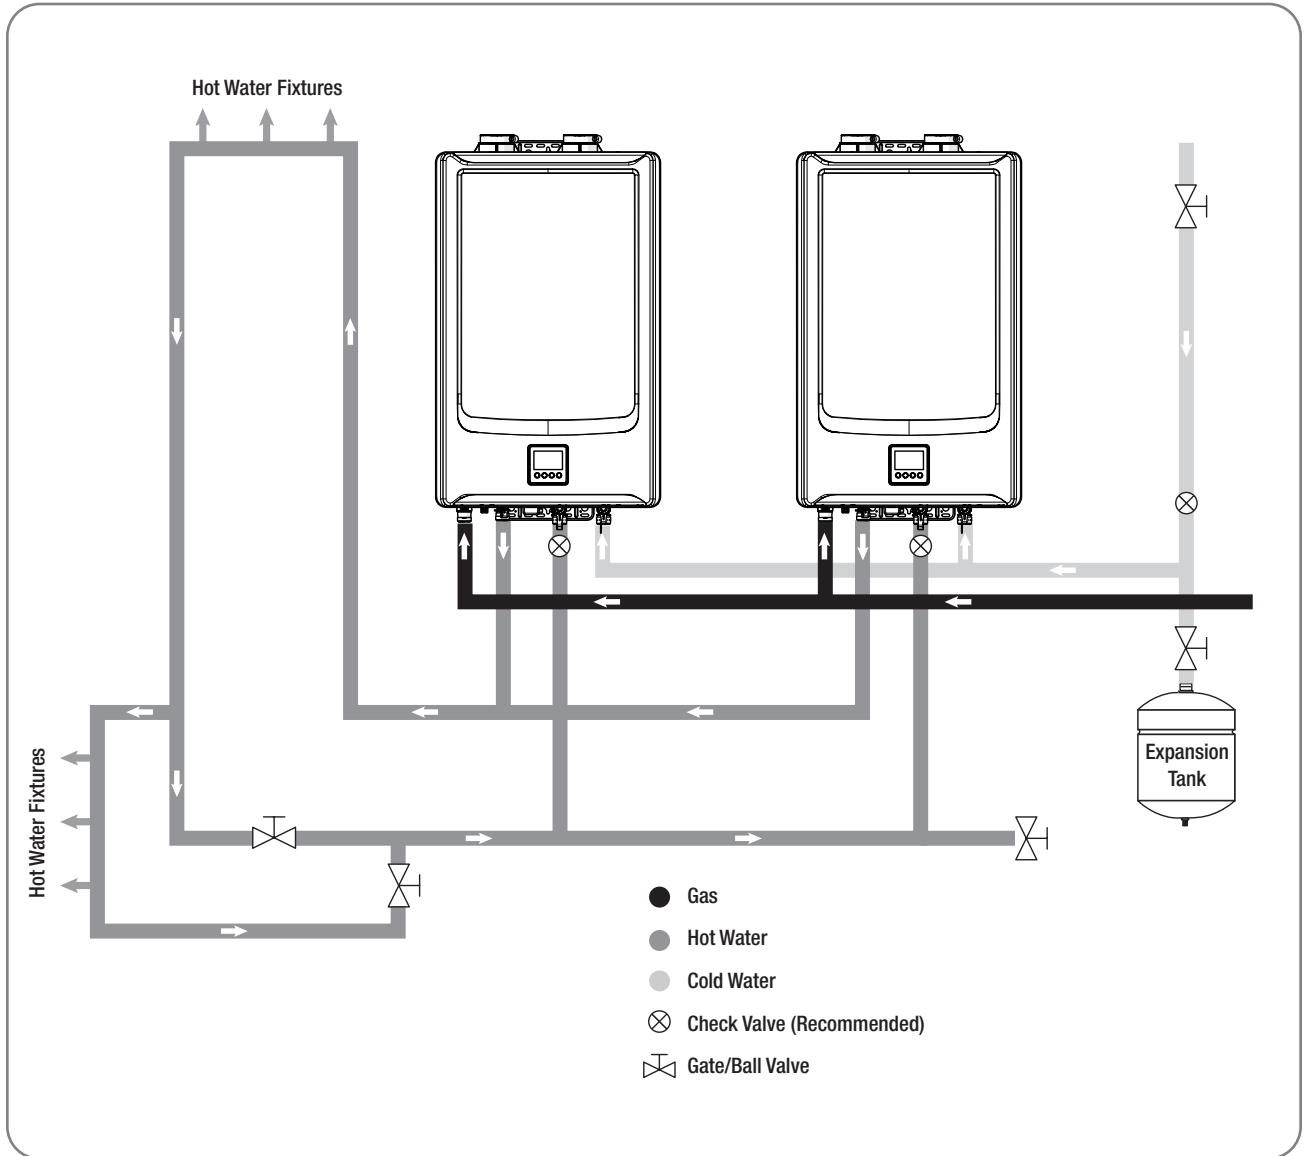 Hot Water Fixtures
Expansion
Tank
Hot Water Fixtures
Gas
Hot Water
Cold Water
Check Valve (Recommended)
Gate/Ball Valve